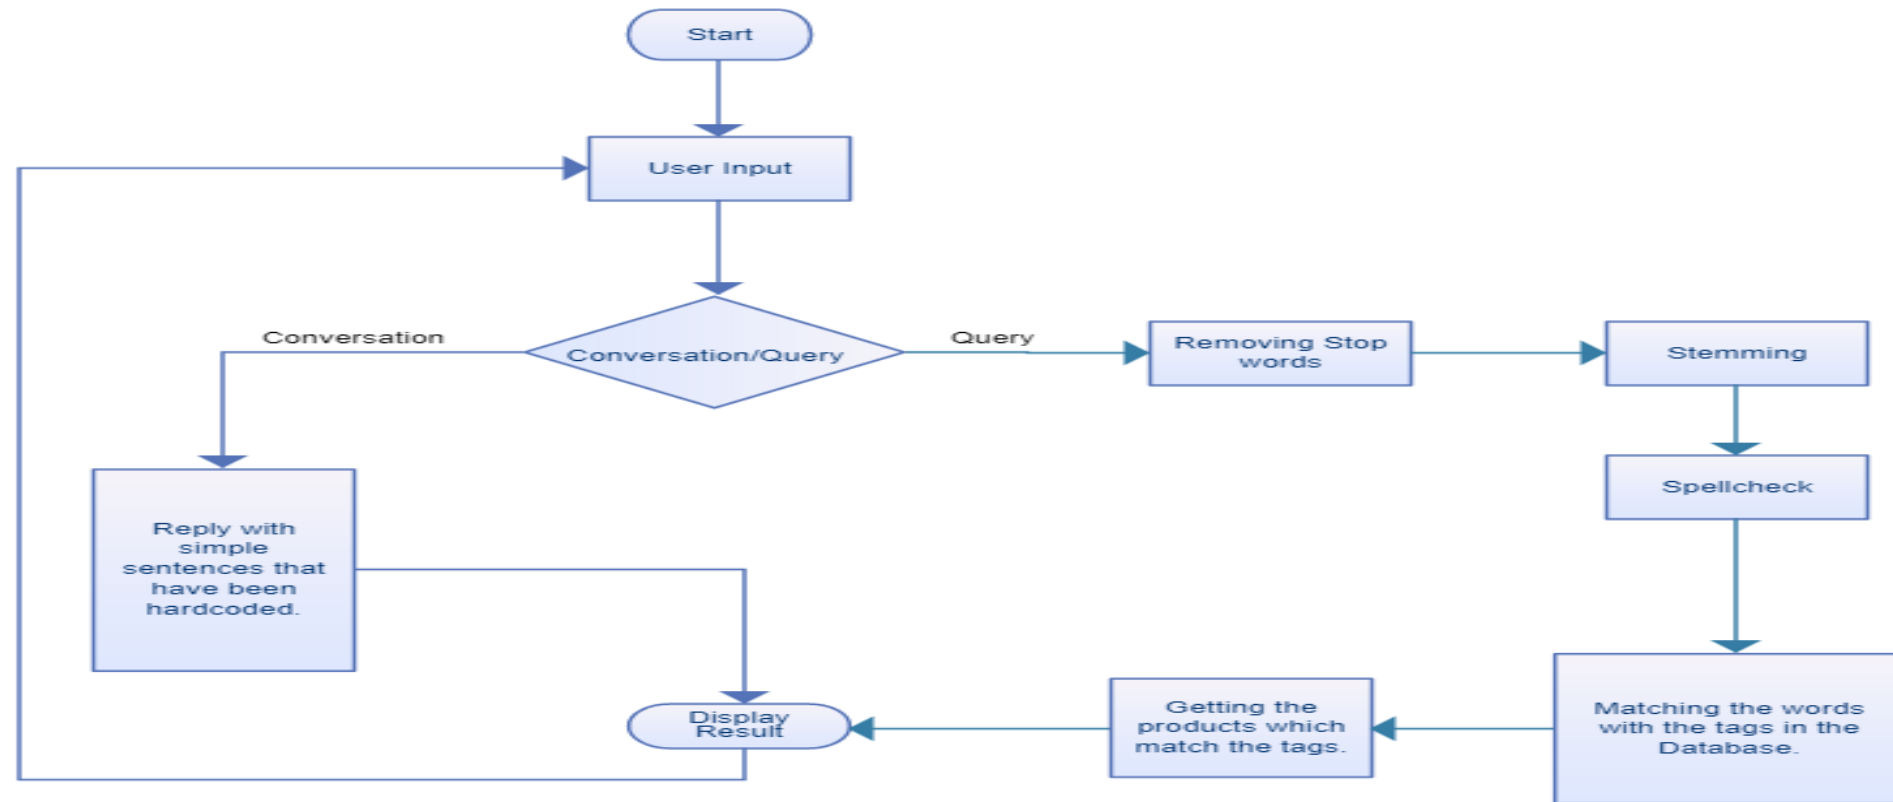 Start
User Input
Conversation
Conversation/Query
Query
Removing Stop
words
Stemming
Spellcheck
Reply with
simple
sentences that
have been
hardcoded.
Matching the words
with the tags in the
Database.
Getting the
products which
match the tags.
Display
Result